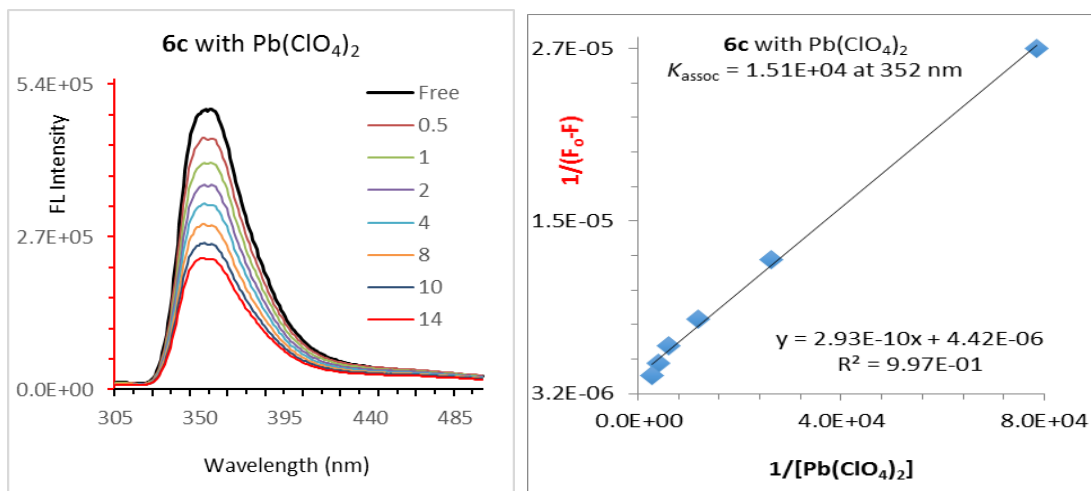 6c with Pb(ClO4)2
5.4E+05
2.7E+05
0.0E+00
FL Intensity
Free
0.5
1
2
4
8
10
14
305
350
395
440
485
Wavelength (nm)
6c with Pb(ClO4)2
Kassoc = 1.51E+04 at 352 nm
2.7E-05
1.5E-05
3.2E-06
1/(Fo-F)
y = 2.93E-10x + 4.42E-06
R² = 9.97E-01
0.0E+00
4.0E+04
8.0E+04
1/[Pb(ClO4)2]